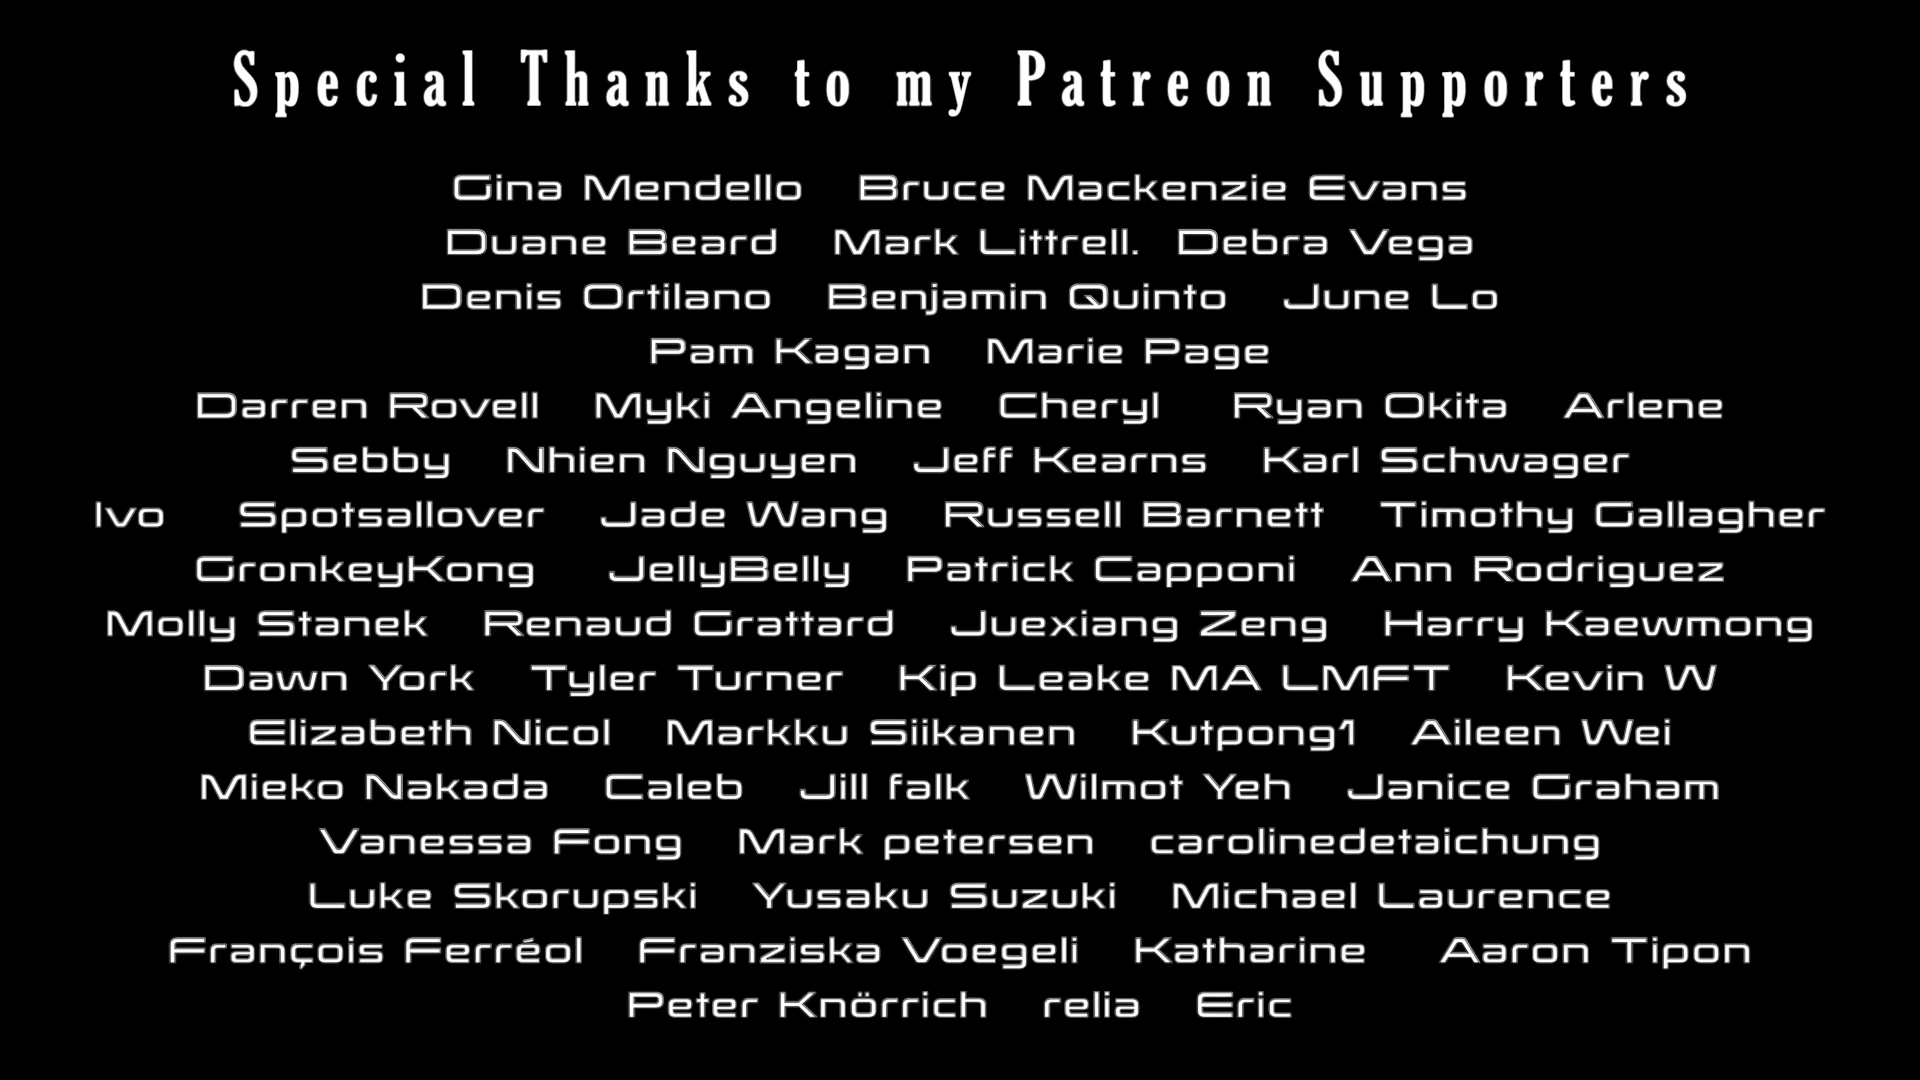 Special Thanks to my Patreon Supporters
Gina Mendello Bruce Mackenzie Evans
Duane Beard Mark Littrell. Debra Vega
Denis Ortilano Benjamin Quinto June Lo
Pam Kagan Marie Page
Darren Rovell Myki Angeline Cheryl Ryan Okita Arlene
Sebby Nhien Nguyen Jeff Kearns Karl Schwager
Ivo Spotsallover Jade Wang Russell Barnett Timothy Gallagher
GronkeyKong JellyBelly Patrick Capponi Ann Rodriguez
Molly Stanek Renaud Grattard Juexiang Zeng Harry Kaewmong
Dawn York Tyler Turner Kip Leake MA LMFT Kevin W
Elizabeth Nicol Markku Siikanen Kutpong1 Aileen Wei
Mieko Nakada Caleb Jill falk Wilmot Yeh Janice Graham
Vanessa Fong Mark petersen carolinedetaichung
Luke Skorupski Yusaku Suzuki Michael Laurence
François Ferréol Franziska Voegeli Katharine Aaron Tipon
Peter Knörrich relia Eric